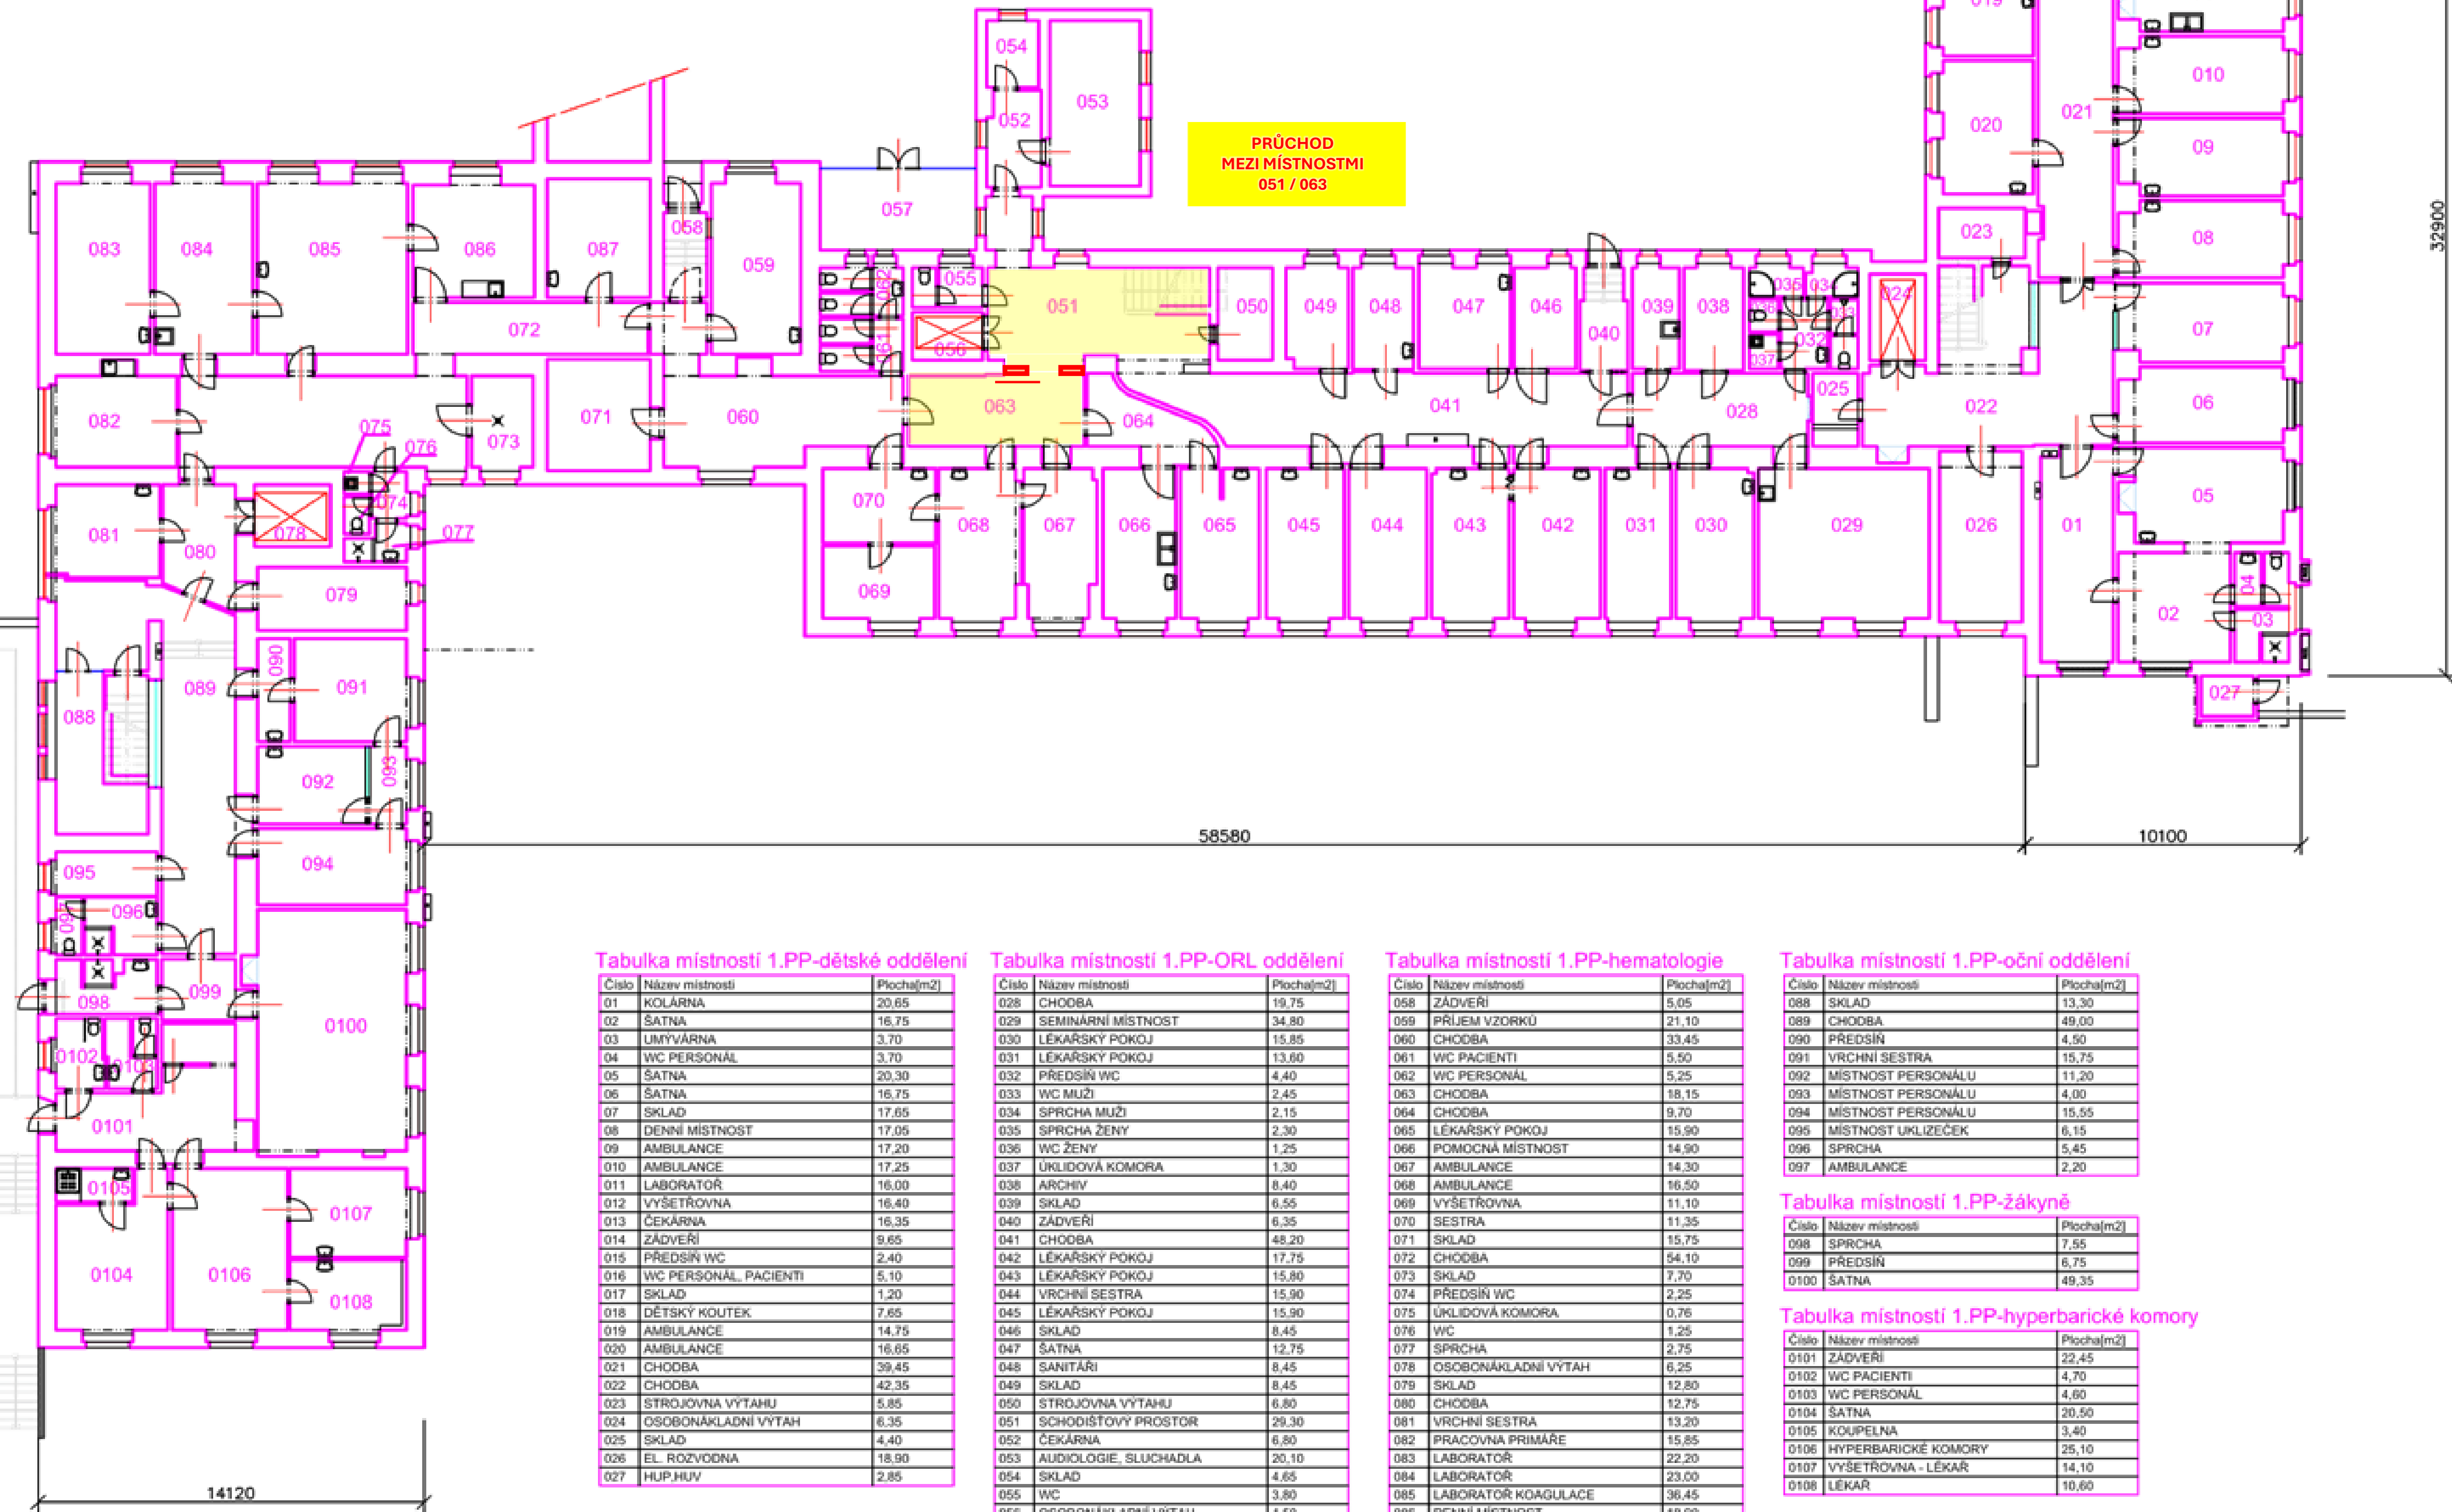 019
054
053
052
010
020
021
09
PRŮCHOD
MEZI MÍSTNOSTMI
051 / 063
057
058
023
08
32900
083
084
085
086
087
059
062
055
051
050
049
048
047
046
040
039
038
035
034
036
033
032
037
024
07
072
061
056
025
022
06
082
073
071
060
063
064
041
028
075
076
074
077
078
081
080
070
068
067
066
065
045
044
043
042
031
030
029
026
01
05
079
069
04
02
03
027
090
091
089
088
092
093
094
58580
10100
095
096
097
098
099
0100
0102
0103
0101
0105
0107
0104
0106
0108
14120
Tabulka místností 1.PP-dětské oddělení
Číslo Název místnosti Plocha[m2]
01 KOLÁRNA 20,65
02 ŠATNA 16,75
03 UMÝVÁRNA 3,70
04 WC PERSONÁL 3,70
05 ŠATNA 20,30
06 ŠATNA 16,75
07 SKLAD 17,65
08 DENNÍ MÍSTNOST 17,05
09 AMBULANCE 17,20
010 AMBULANCE 17,25
011 LABORATOŘ 16,00
012 VYŠETŘOVNA 16,40
013 ČEKÁRNA 16,35
014 ZÁDVEŘÍ 9,65
015 PŘEDSÍŇ WC 2,40
016 WC PERSONÁL, PACIENTI 5,10
017 SKLAD 1,20
018 DĚTSKÝ KOUTEK 7,65
019 AMBULANCE 14,75
020 AMBULANCE 16,65
021 CHODBA 39,45
022 CHODBA 42,35
023 STROJOVNA VÝTAHU 5,85
024 OSOBONÁKLADNÍ VÝTAH 6,35
025 SKLAD 4,40
026 EL. ROZVODNA 18,90
027 HUP,HUV 2,85
Tabulka místností 1.PP-ORL oddělení
Číslo Název místnosti Plocha[m2]
028 CHODBA 19,75
029 SEMINÁRNÍ MÍSTNOST 34,80
030 LÉKAŘSKÝ POKOJ 15,85
031 LÉKAŘSKÝ POKOJ 13,60
032 PŘEDSÍŇ WC 4,40
033 WC MUŽI 2,45
034 SPRCHA MUŽI 2,15
035 SPRCHA ŽENY 2,30
036 WC ŽENY 1,25
037 ÚKLIDOVÁ KOMORA 1,30
038 ARCHIV 8,40
039 SKLAD 6,55
040 ZÁDVEŘÍ 6,35
041 CHODBA 48,20
042 LÉKAŘSKÝ POKOJ 17,75
043 LÉKAŘSKÝ POKOJ 15,80
044 VRCHNÍ SESTRA 15,90
045 LÉKAŘSKÝ POKOJ 15,90
046 SKLAD 8,45
047 ŠATNA 12,75
048 SANITÁŘI 8,45
049 SKLAD 8,45
050 STROJOVNA VÝTAHU 6,80
051 SCHODIŠŤOVÝ PROSTOR 29,30
052 ČEKÁRNA 6,80
053 AUDIOLOGIE, SLUCHADLA 20,10
054 SKLAD 4,65
055 WC 3,80
Tabulka místností 1.PP-hematologie
Číslo Název místnosti Plocha[m2]
058 ZÁDVEŘÍ 5,05
059 PŘÍJEM VZORKŮ 21,10
060 CHODBA 33,45
061 WC PACIENTI 5,50
062 WC PERSONÁL 5,25
063 CHODBA 18,15
064 CHODBA 9,70
065 LÉKAŘSKÝ POKOJ 15,90
066 POMOCNÁ MÍSTNOST 14,90
067 AMBULANCE 14,30
068 AMBULANCE 16,50
069 VYŠETŘOVNA 11,10
070 SESTRA 11,35
071 SKLAD 15,75
072 CHODBA 54,10
073 SKLAD 7,70
074 PŘEDSÍŇ WC 2,25
075 ÚKLIDOVÁ KOMORA 0,76
076 WC 1,25
077 SPRCHA 2,75
078 OSOBONÁKLADNÍ VÝTAH 6,25
079 SKLAD 12,80
080 CHODBA 12,75
081 VRCHNÍ SESTRA 13,20
082 PRACOVNA PRIMÁŘE 15,85
083 LABORATOŘ 22,20
084 LABORATOŘ 23,00
085 LABORATOŘ KOAGULACE 36,45
Tabulka místností 1.PP-oční oddělení
Číslo Název místnosti Plocha[m2]
088 SKLAD 13,30
089 CHODBA 49,00
090 PŘEDSÍŇ 4,50
091 VRCHNÍ SESTRA 15,75
092 MÍSTNOST PERSONÁLU 11,20
093 MÍSTNOST PERSONÁLU 4,00
094 MÍSTNOST PERSONÁLU 15,55
095 MÍSTNOST UKLIZEČEK 6,15
096 SPRCHA 5,45
097 AMBULANCE 2,20
Tabulka místností 1.PP-žákyně
Číslo Název místnosti Plocha[m2]
098 SPRCHA 7,55
099 PŘEDSÍŇ 6,75
0100 ŠATNA 49,35
Tabulka místností 1.PP-hyperbarické komory
Číslo Název místnosti Plocha[m2]
0101 ZÁDVEŘÍ 22,45
0102 WC PACIENTI 4,70
0103 WC PERSONÁL 4,60
0104 ŠATNA 20,50
0105 KOUPELNA 3,40
0106 HYPERBARICKÉ KOMORY 25,10
0107 VYŠETŘOVNA - LÉKAŘ 14,10
0108 LÉKAŘ 10,60